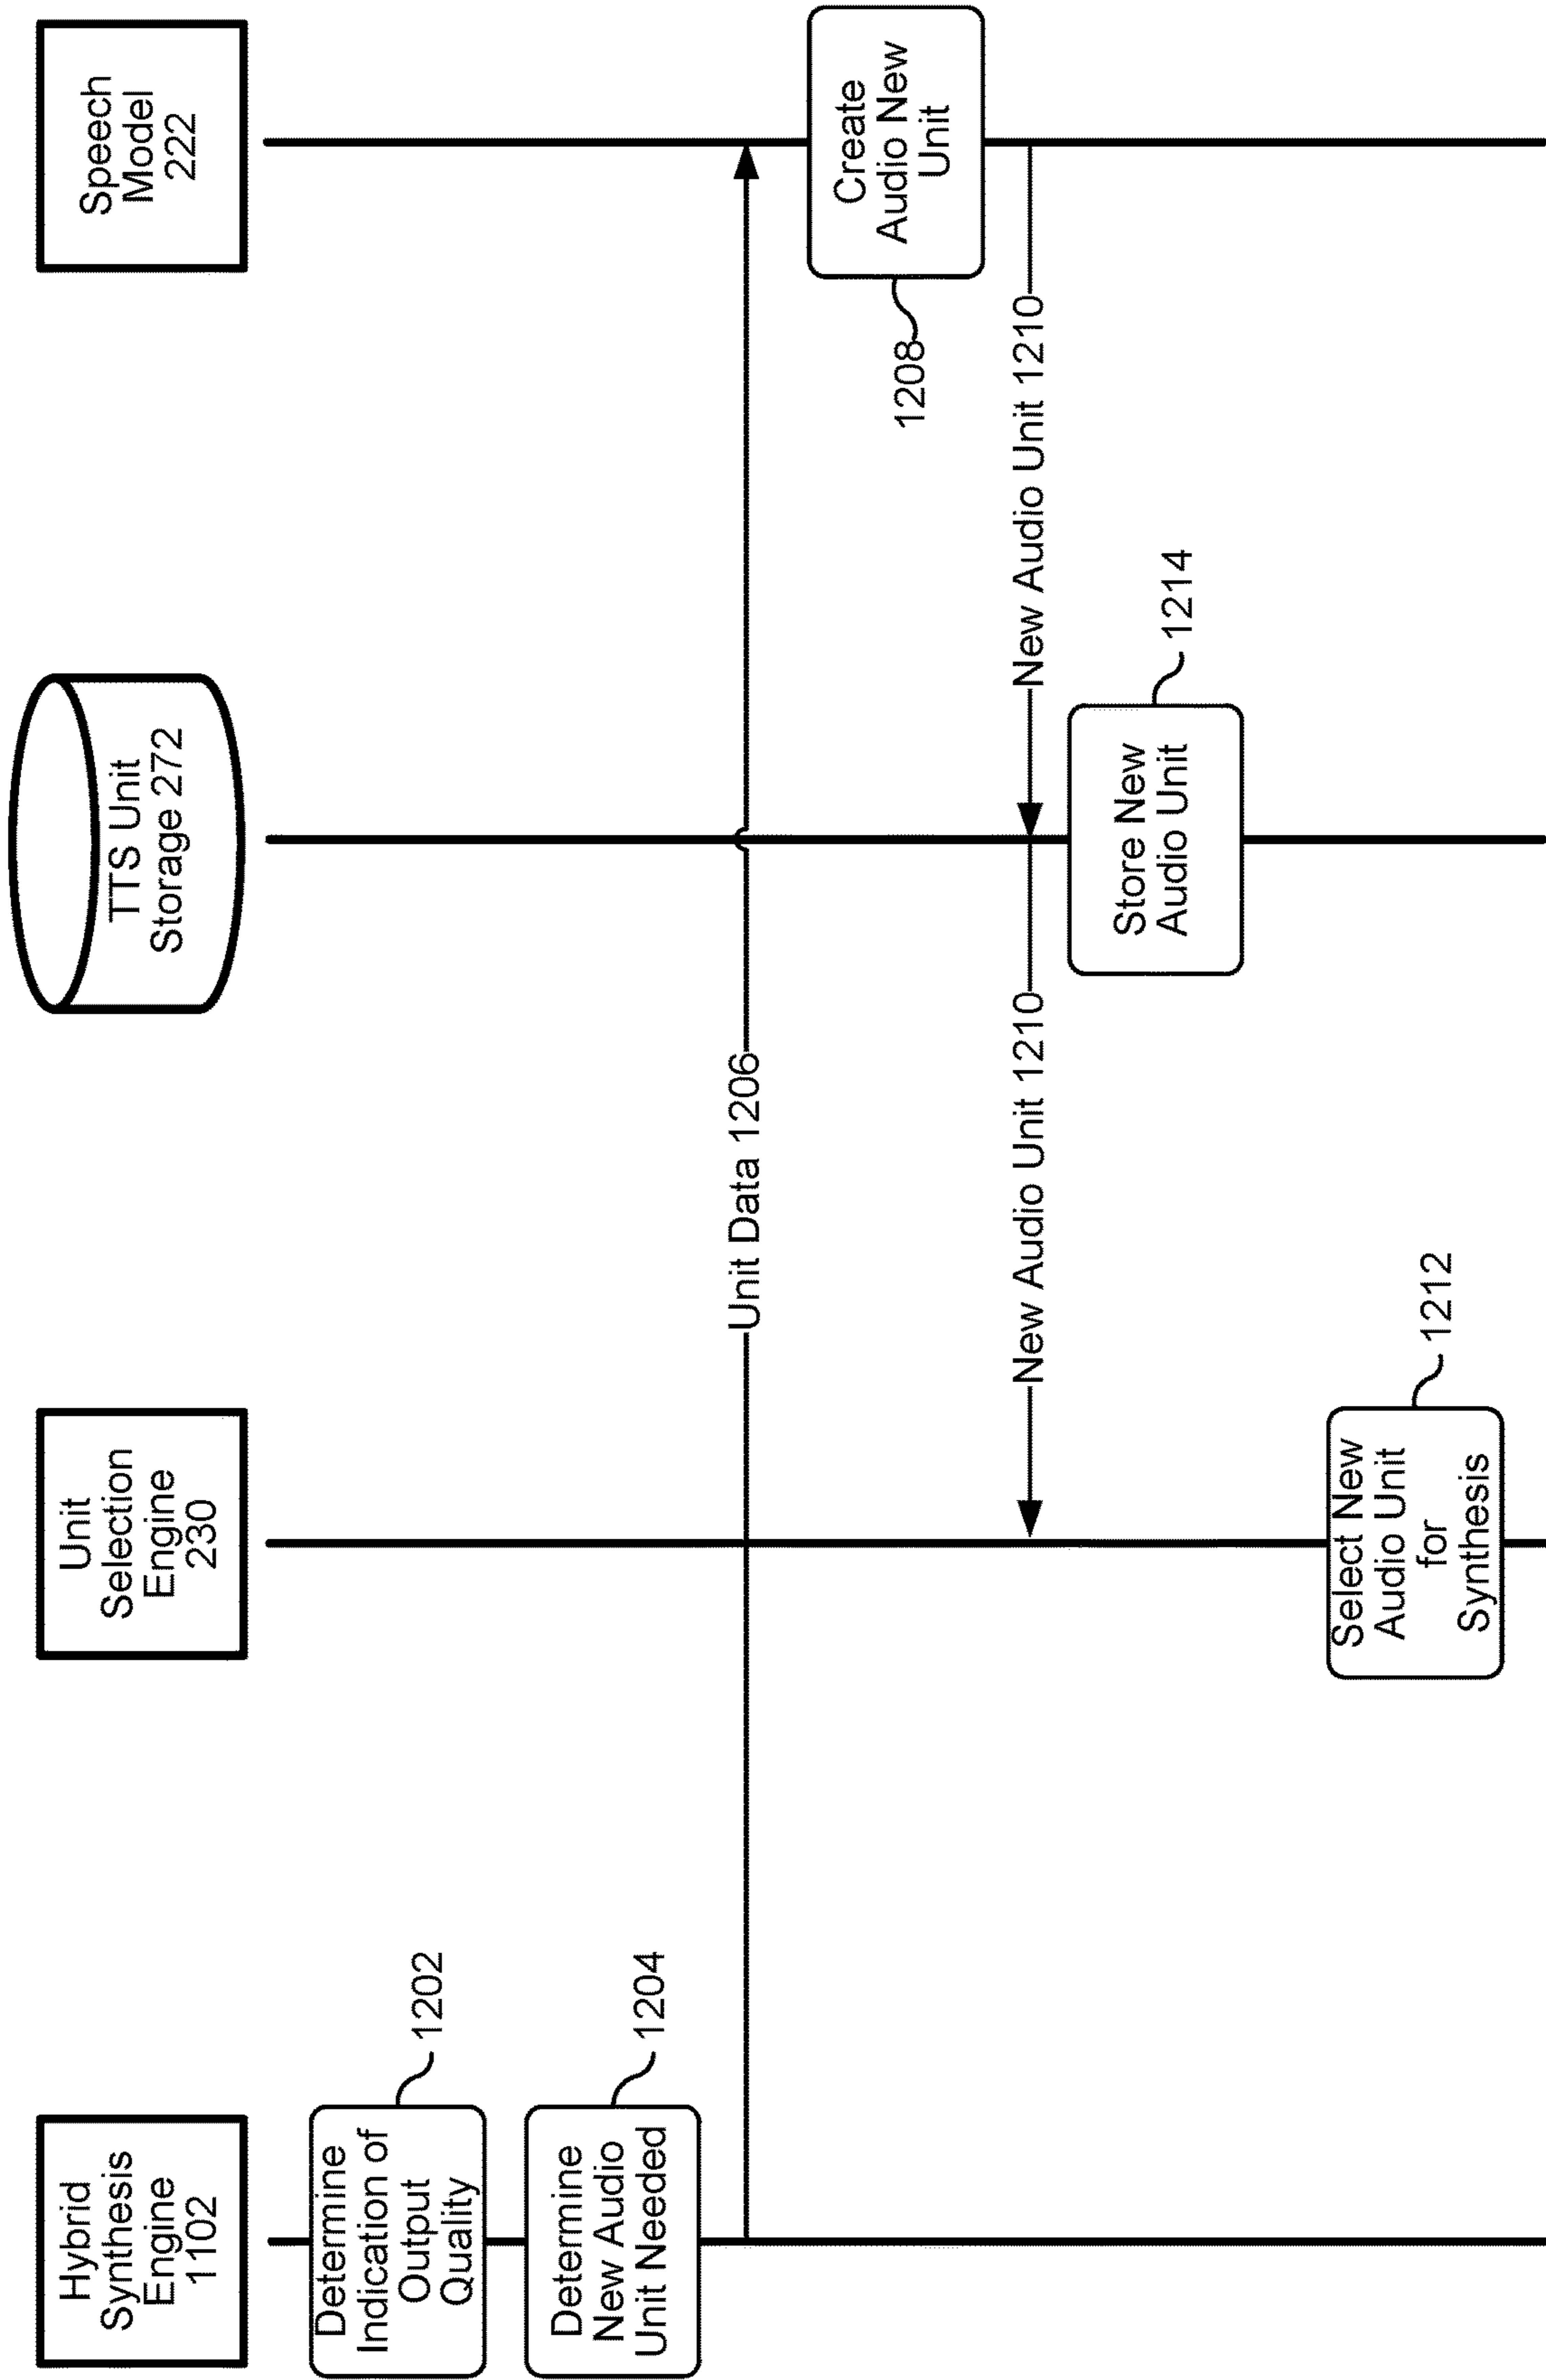 Hybrid
Synthesis
Engine
1102
Unit
Selection
Engine
230
TTS Unit
Storage 272
Speech
Model
222
Determine
Indication of
Output
Quality
1202
Determine
New Audio
Unit Needed
1204
Unit Data 1206
Create
Audio New
Unit
1208
New Audio Unit 1210
New Audio Unit 1210
Store New
Audio Unit
1214
Select New
Audio Unit
for
Synthesis
1212